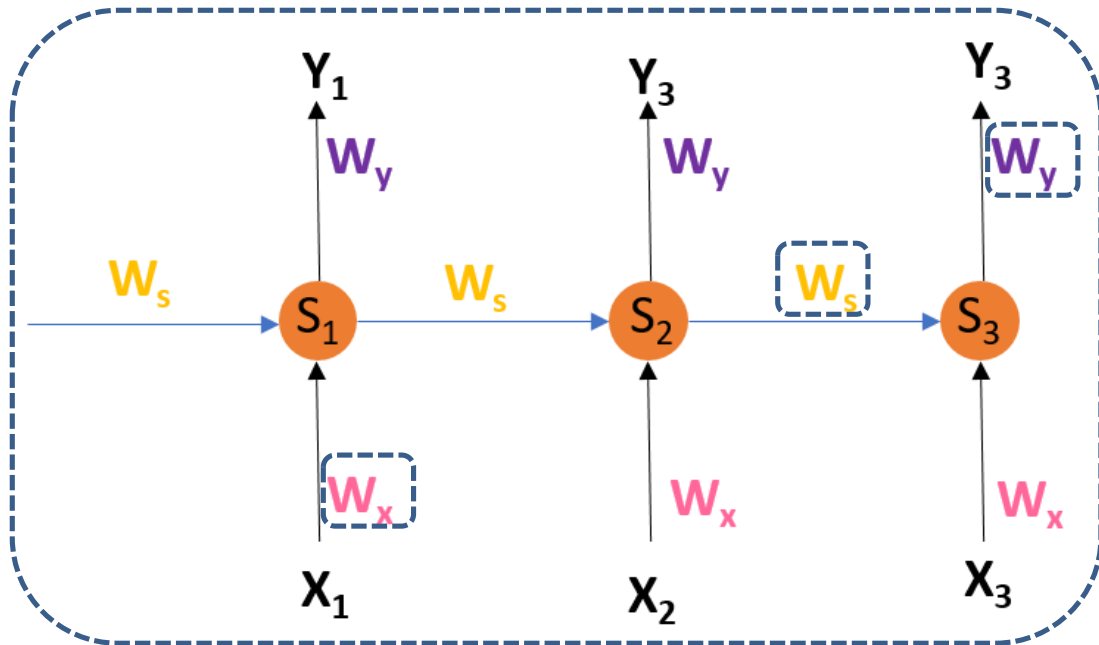 Y1 Y3 Y3
Wy Wy Wy
Ws Ws Ws
S1 S2 S3
Wx Wx Wx
X1 X2 X3